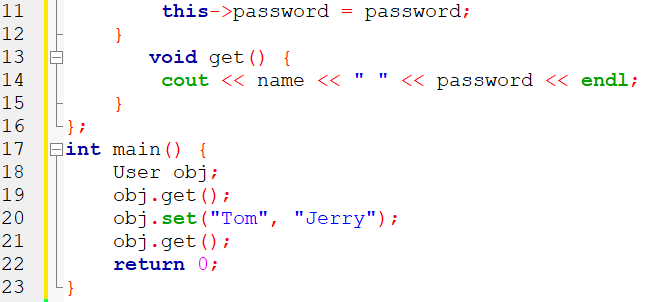 11 this->password = password;
12 }
13 void get() {
14 cout << name << " " << password << endl;
15 }
16 };
17 int main() {
18 User obj;
19 obj.get();
20 obj.set("Tom", "Jerry");
21 obj.get();
22 return 0;
23 }